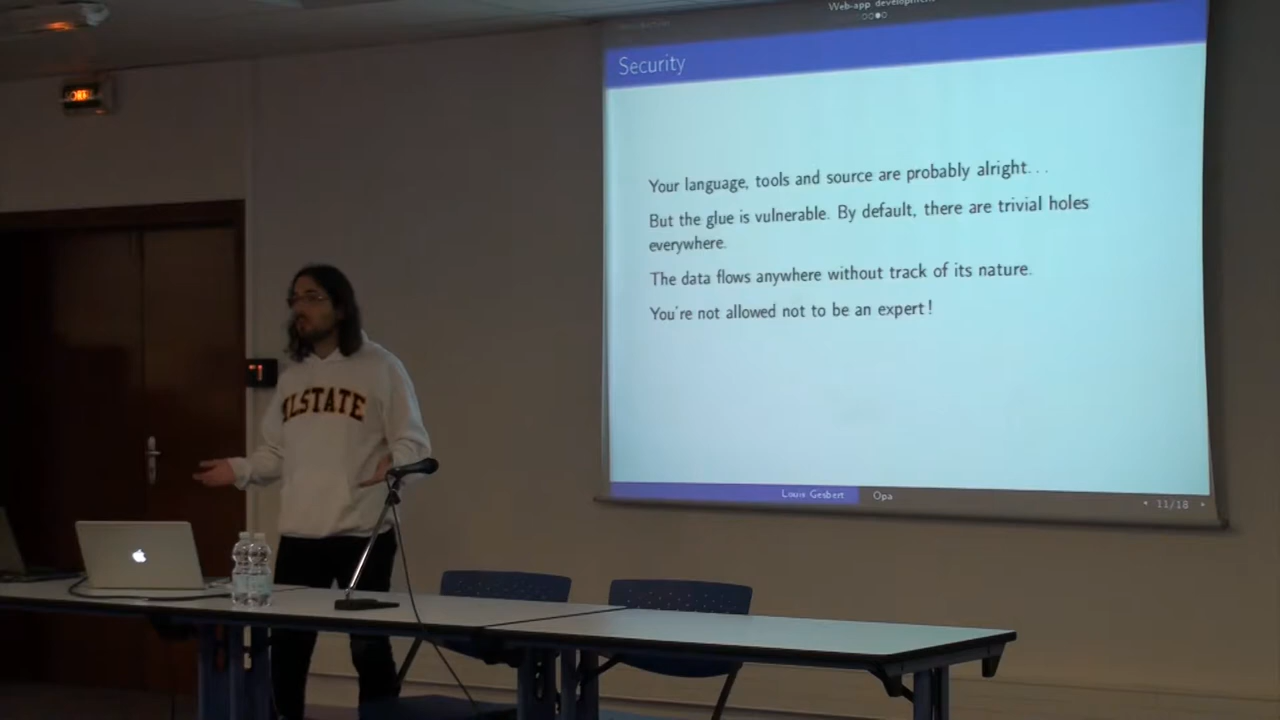 Web-app development
Security
Your language, tools and source are probably alright...
But the glue is vulnerable. By default, there are trivial holes
everywhere.
The data flows anywhere without track of its nature.
You're not allowed not to be an expert!
MLSTATE
Louis Gesbert
Opa
11/18